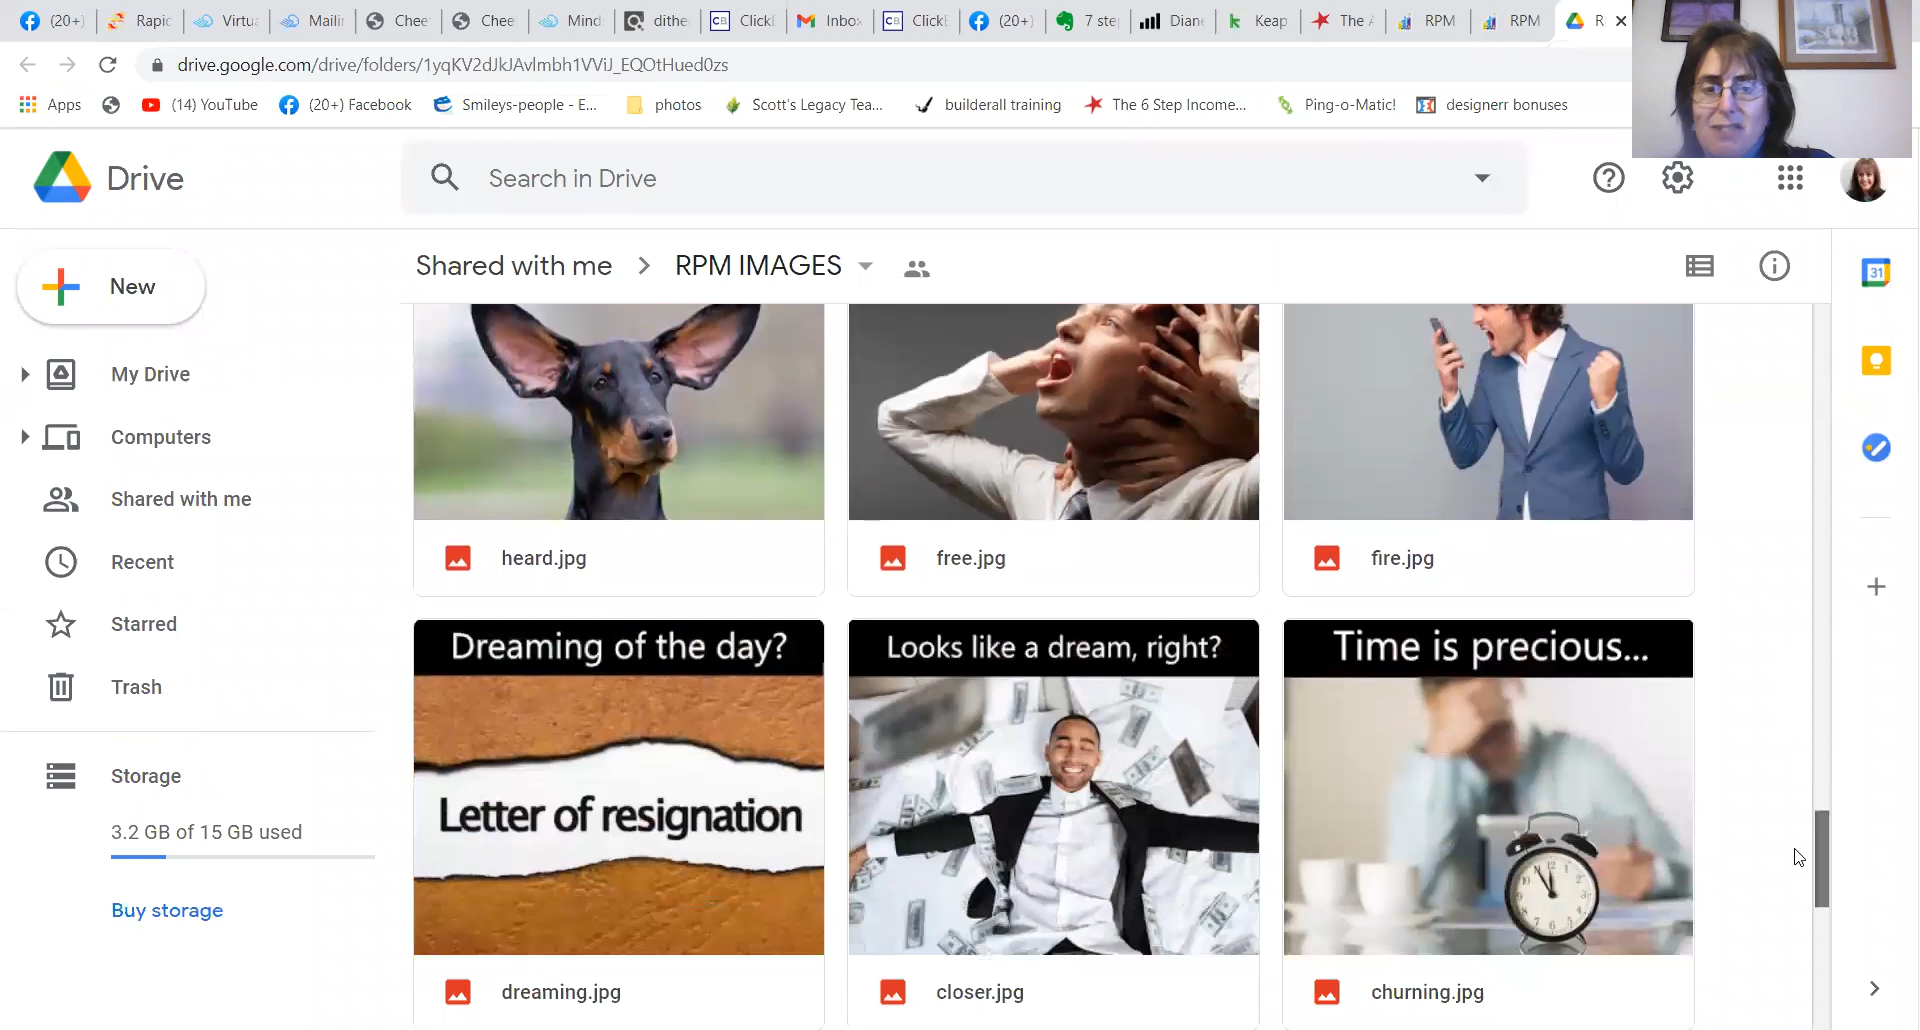 (20+)
Rapic
Virtu
Mailin
Chee
Chee
Mind
dithe
ClickB
Inbox
ClickB
(20+)
7 ste
Diane
Keap
The A
RPM
RPM
R
drive.google.com/drive/folders/1yqKV2dJkJAvlmbh1VViJ_EQOtHued0zs
Apps
(14) YouTube
(20+) Facebook
Smileys-people - E...
photos
Scott's Legacy Tea...
builderall training
The 6 Step Income...
Ping-o-Matic!
designerr bonuses
Drive
Search in Drive
New
Shared with me
RPM IMAGES
31
My Drive
Computers
Shared with me
Recent
Starred
Trash
Storage
3.2 GB of 15 GB used
Buy storage
heard.jpg
free.jpg
fire.jpg
Dreaming of the day?
Letter of resignation
Looks like a dream, right?
Time is precious...
dreaming.jpg
closer.jpg
churning.jpg